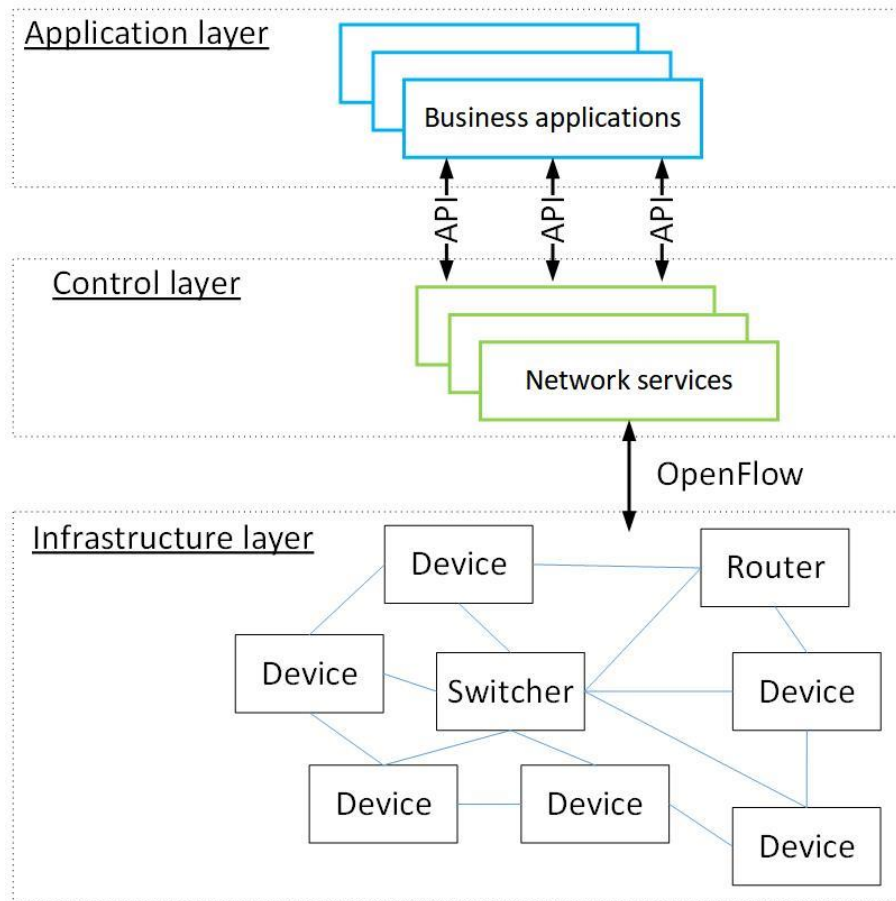 Application layer
Business applications
API
API
API
Control layer
Network services
OpenFlow
Infrastructure layer
Device
Router
Device
Switcher
Device
Device
Device
Device